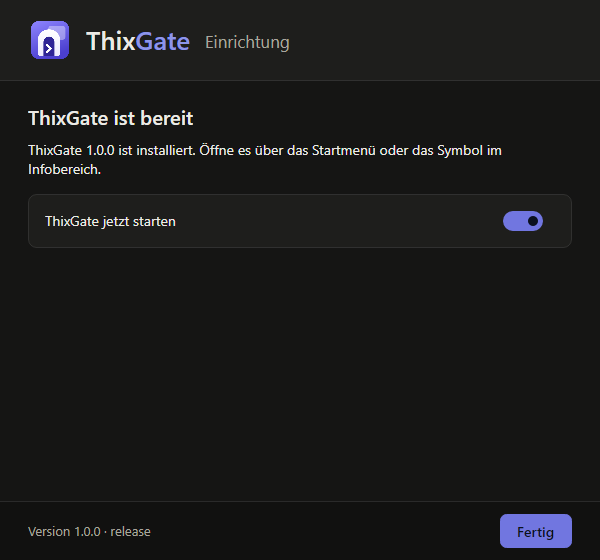 ThixGate Einrichtung
ThixGate ist bereit
ThixGate 1.0.0 ist installiert. Öffne es über das Startmenü oder das Symbol im
Infobereich.
ThixGate jetzt starten
Version 1.0.0 · release
Fertig